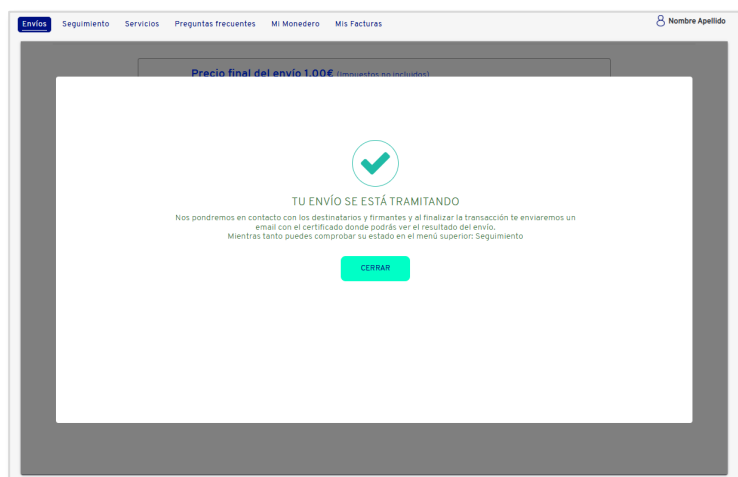 Envíos Seguimiento Servicios Preguntas frecuentes Mi Monedero Mis Facturas Nombre Apellido
Precio final del envío 1.00€ (Impuestos no incluidos)
TU ENVÍO SE ESTÁ TRAMITANDO
Nos pondremos en contacto con los destinatarios y firmantes y al finalizar la transacción te enviaremos un
email con el certificado donde podrás ver el resultado del envío.
Mientras tanto puedes comprobar su estado en el menú superior: Seguimiento
CERRAR